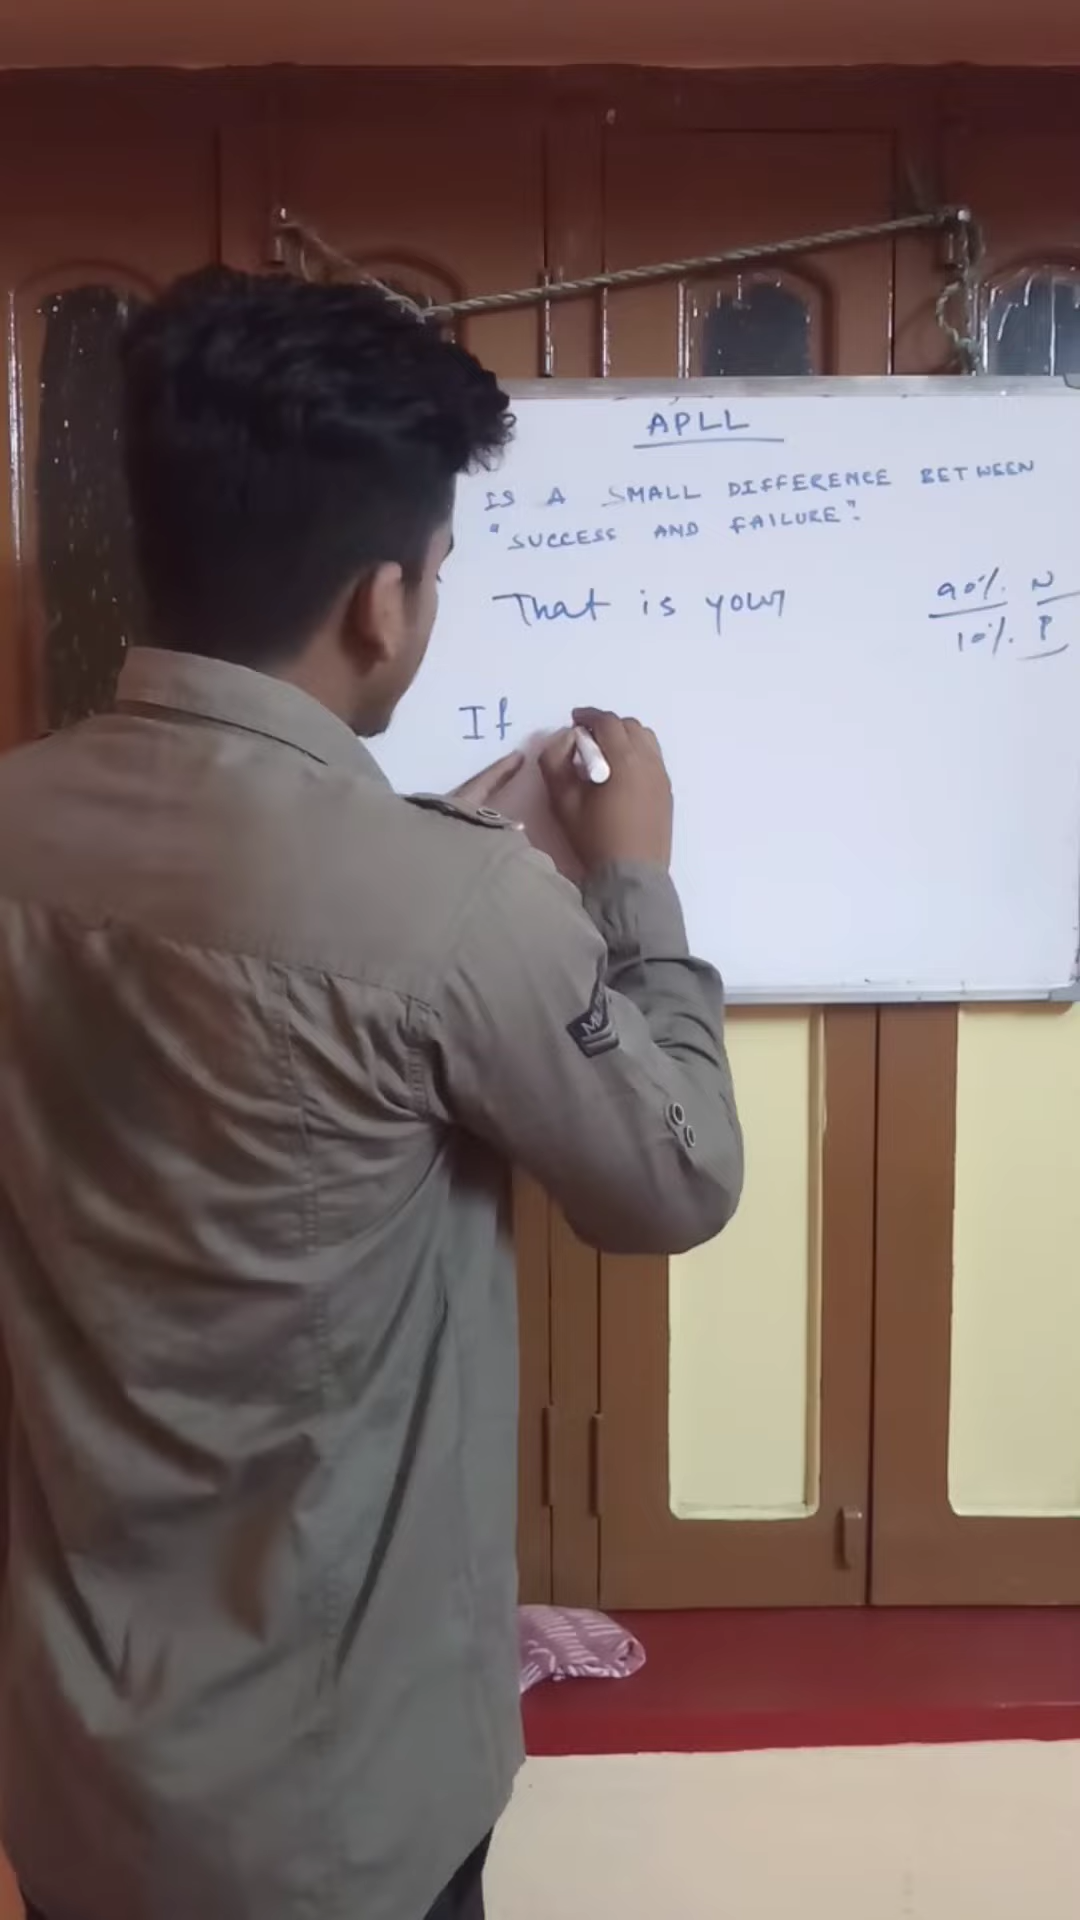 APLL
IS A SMALL DIFFERENCE BETWEEN
"SUCCESS AND FAILURE".
That is your
90% N
10% P
If